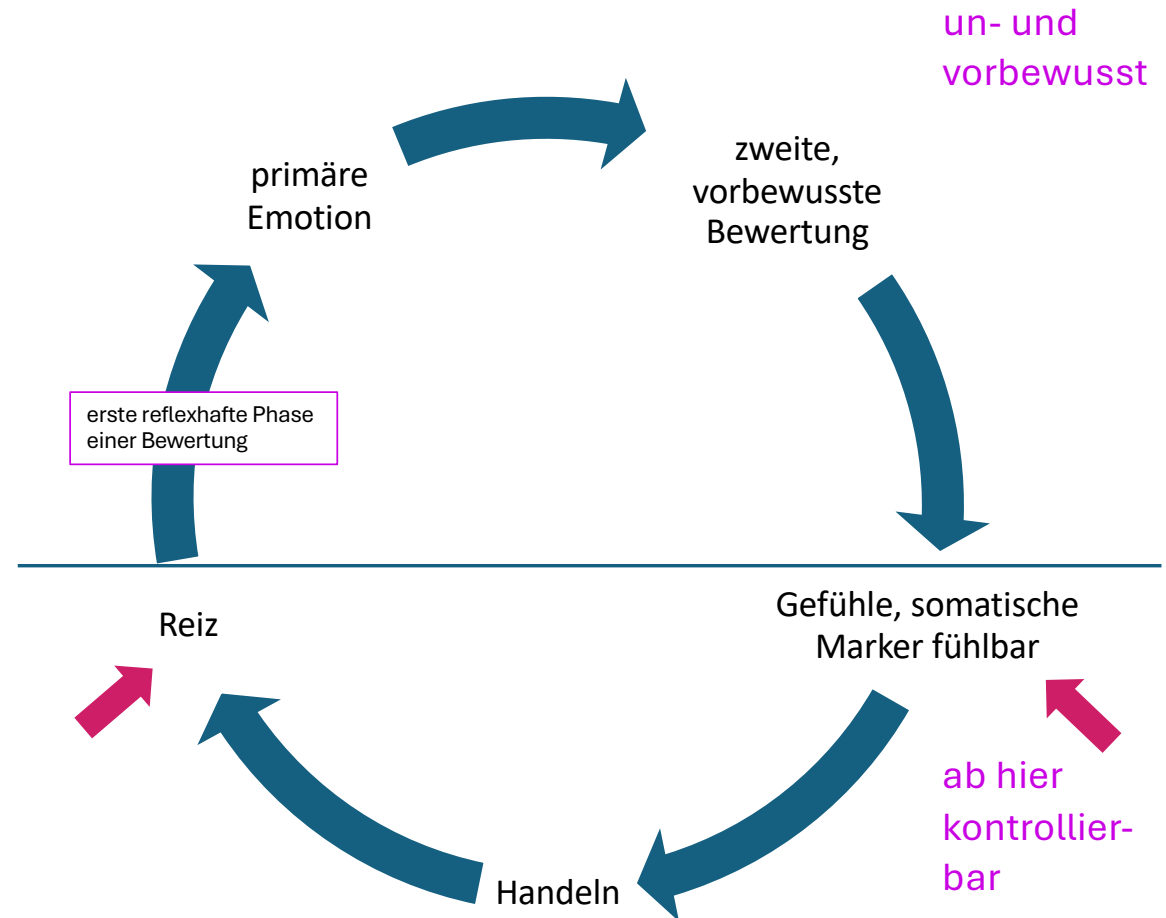 un- und
vorbewusst
zweite,
vorbewusste
Bewertung
primäre
Emotion
erste reflexhafte Phase
einer Bewertung
Reiz
Gefühle, somatische
Marker fühlbar
ab hier
kontrollier-
bar
Handeln